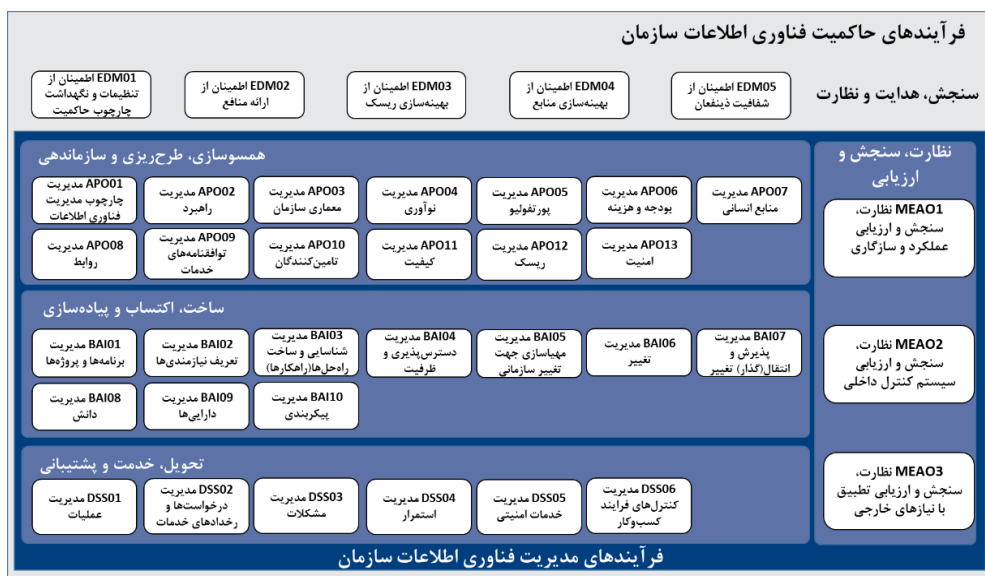 فرآیندهای حاکمیت فناوری اطلاعات سازمان
سنجش، هدایت و نظارت
EDM01 اطمینان از
تنظیمات و نگهداشت
چارچوب حاکمیت
EDM02 اطمینان از
ارائه منافع
EDM03 اطمینان از
بهینه‌سازی ریسک
EDM04 اطمینان از
بهینه‌سازی منابع
EDM05 اطمینان از
شفافیت ذینفعان
همسوسازی، طرح‌ریزی و سازماندهی
APO01 مدیریت
چارچوب مدیریت
فناوری اطلاعات
APO02 مدیریت
راهبرد
APO03 مدیریت
معماری سازمان
APO04 مدیریت
نوآوری
APO05 مدیریت
پورتفولیو
APO06 مدیریت
بودجه و هزینه
APO07 مدیریت
منابع انسانی
APO08 مدیریت
روابط
APO09 مدیریت
توافقنامه‌های
خدمات
APO10 مدیریت
تامین‌کنندگان
APO11 مدیریت
کیفیت
APO12 مدیریت
ریسک
APO13 مدیریت
امنیت
ساخت، اکتساب و پیاده‌سازی
BAI01 مدیریت
برنامه‌ها و پروژه‌ها
BAI02 مدیریت
تعریف نیازمندی‌ها
BAI03 مدیریت
شناسایی و ساخت
راه‌حل‌ها(راهکارها)
BAI04 مدیریت
دسترس‌پذیری و
ظرفیت
BAI05 مدیریت
مهیاسازی جهت
تغییر سازمانی
BAI06 مدیریت
تغییر
BAI07 مدیریت
پذیرش و
انتقال(گذار) تغییر
BAI08 مدیریت
دانش
BAI09 مدیریت
دارایی‌ها
BAI10 مدیریت
پیکربندی
تحویل، خدمت و پشتیبانی
DSS01 مدیریت
عملیات
DSS02 مدیریت
درخواست‌ها و
رخدادهای خدمات
DSS03 مدیریت
مشکلات
DSS04 مدیریت
استمرار
DSS05 مدیریت
خدمات امنیتی
DSS06 مدیریت
کنترل‌های فرایند
کسب‌وکار
نظارت، سنجش و
ارزیابی
MEAO1 نظارت،
سنجش و ارزیابی
عملکرد و سازگاری
MEAO2 نظارت،
سنجش و ارزیابی
سیستم کنترل داخلی
MEAO3 نظارت،
سنجش و ارزیابی تطبیق
با نیازهای خارجی
فرآیندهای مدیریت فناوری اطلاعات سازمان